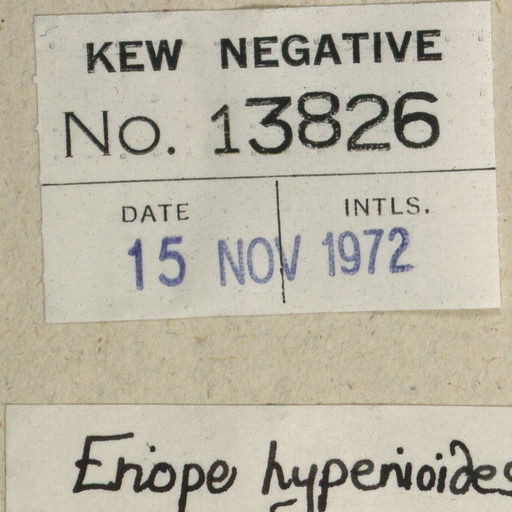 KEW NEGATIVE
No. 13826
DATE INTLS.
15 NOV 1972
Eriope hypenioides